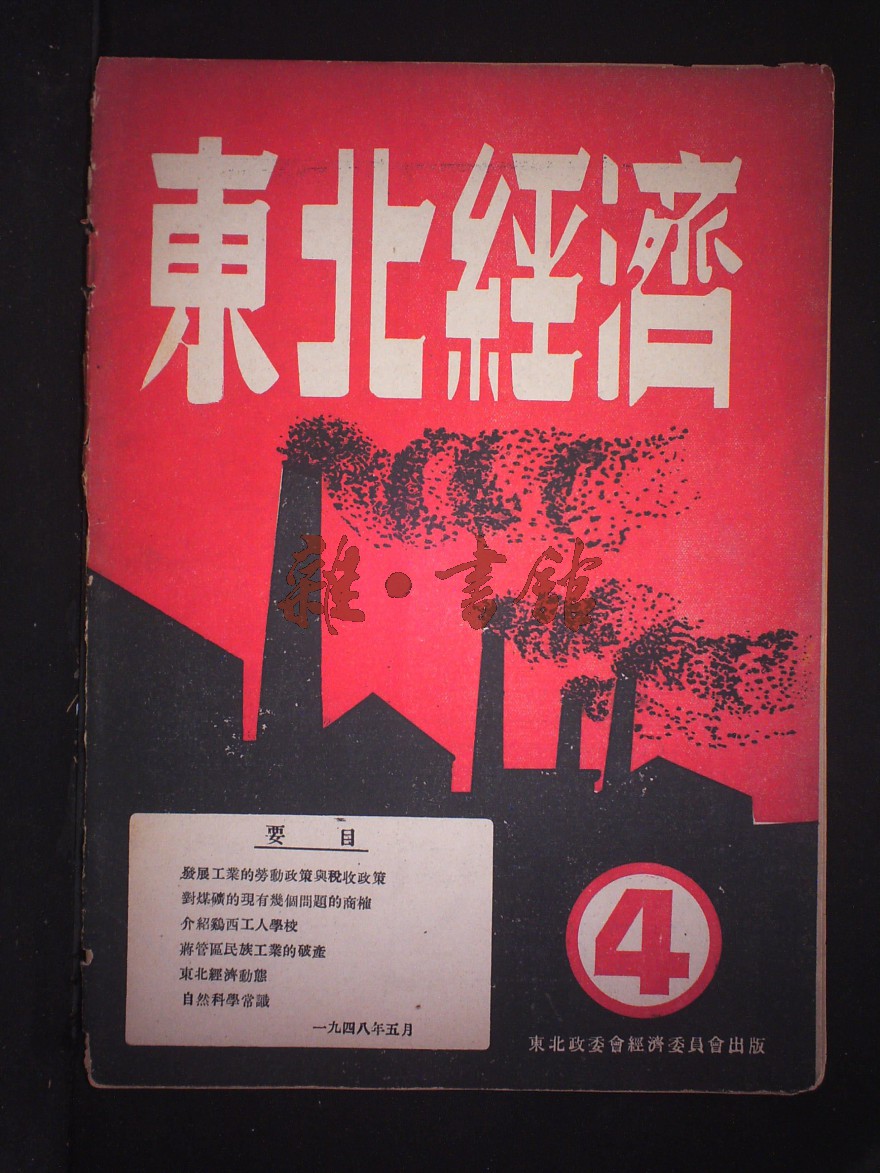 東北經濟
雜・書館
要目
發展工業的勞動政策與稅收政策
對煤礦的現有幾個問題的商榷
介紹鷄西工人學校
蔣管區民族工業的破產
東北經濟動態
自然科學常識
一九四八年五月
4
東北政委會經濟委員會出版